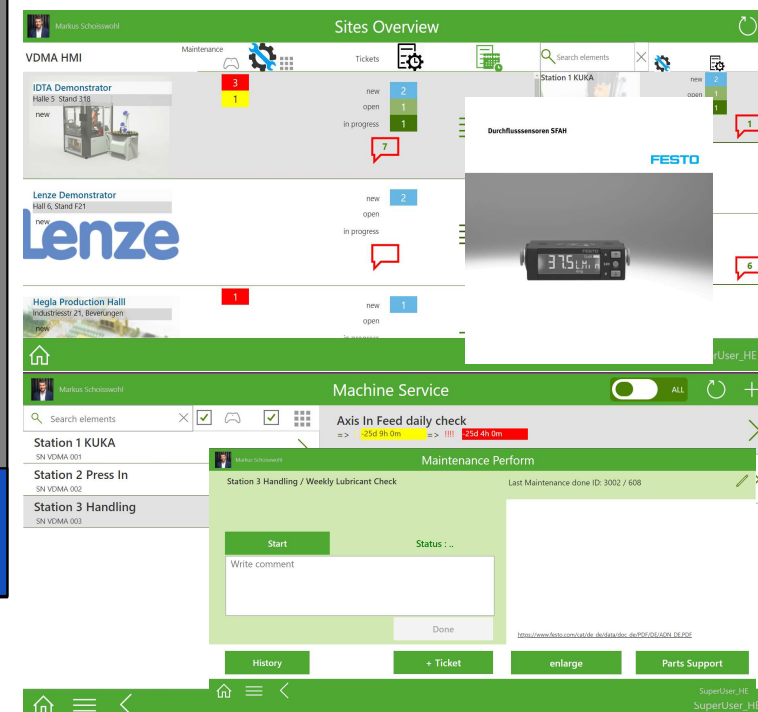 Markus Schoisswohl
Sites Overview
VDMA HMI
Maintenance
Tickets
Search elements
IDTA Demonstrator
Halle 5 Stand 318
new
3
1
new 2
open 1
in progress 1
7
Station 1 KUKA
new 2
open 1
1
1
Durchflusssensoren SFAH
FESTO
FESTO
37.5
Lenze Demonstrator
Hall 6, Stand F21
new
Lenze
new 2
open
in progress
6
Hegla Production Halll
Industriesstr 21, Beverungen
new
1
new 1
open
rUser_HE
Markus Schoisswohl
Machine Service
ALL
Search elements
Axis In Feed daily check
=> -25d 9h 0m => !!!! -25d 4h 0m
Station 1 KUKA
SN VDMA 001
Station 2 Press In
SN VDMA 002
Station 3 Handling
SN VDMA 003
Markus Schoisswohl
Maintenance Perform
Station 3 Handling / Weekly Lubricant Check
Last Maintenance done ID: 3002 / 608
Start
Status : ..
Write comment
Done
https://www.festo.com/cat/de_de/data/doc_de/PDF/DE/ADN_DE.PDF
History
+ Ticket
enlarge
Parts Support
SuperUser_HE
SuperUser_HE